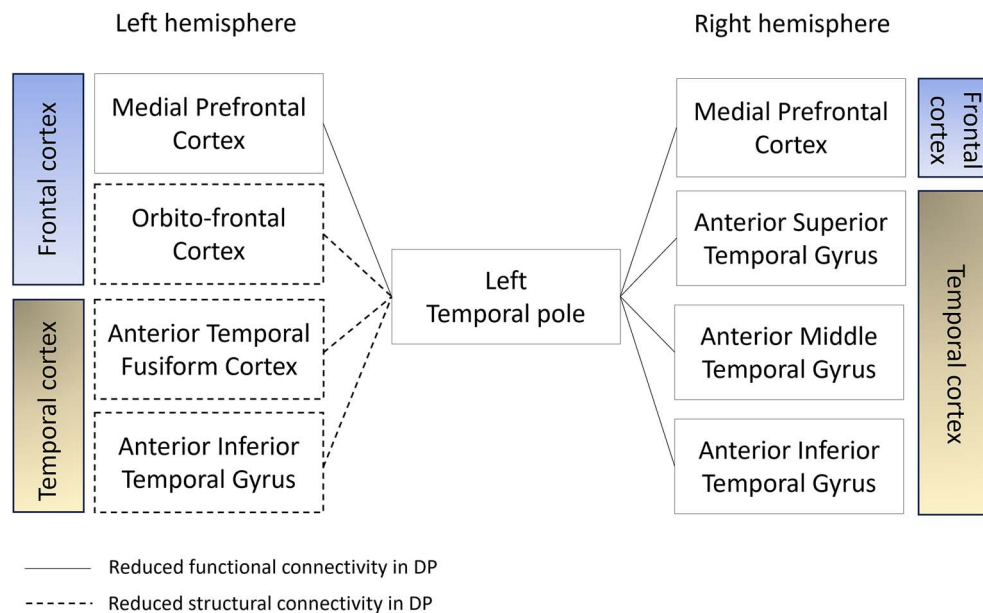 Left hemisphere
Right hemisphere
Frontal cortex
Medial Prefrontal
Cortex
Orbito-frontal
Cortex
Temporal cortex
Anterior Temporal
Fusiform Cortex
Anterior Inferior
Temporal Gyrus
Left
Temporal pole
Medial Prefrontal
Cortex
Frontal
cortex
Anterior Superior
Temporal Gyrus
Anterior Middle
Temporal Gyrus
Anterior Inferior
Temporal Gyrus
Temporal cortex
Reduced functional connectivity in DP
Reduced structural connectivity in DP